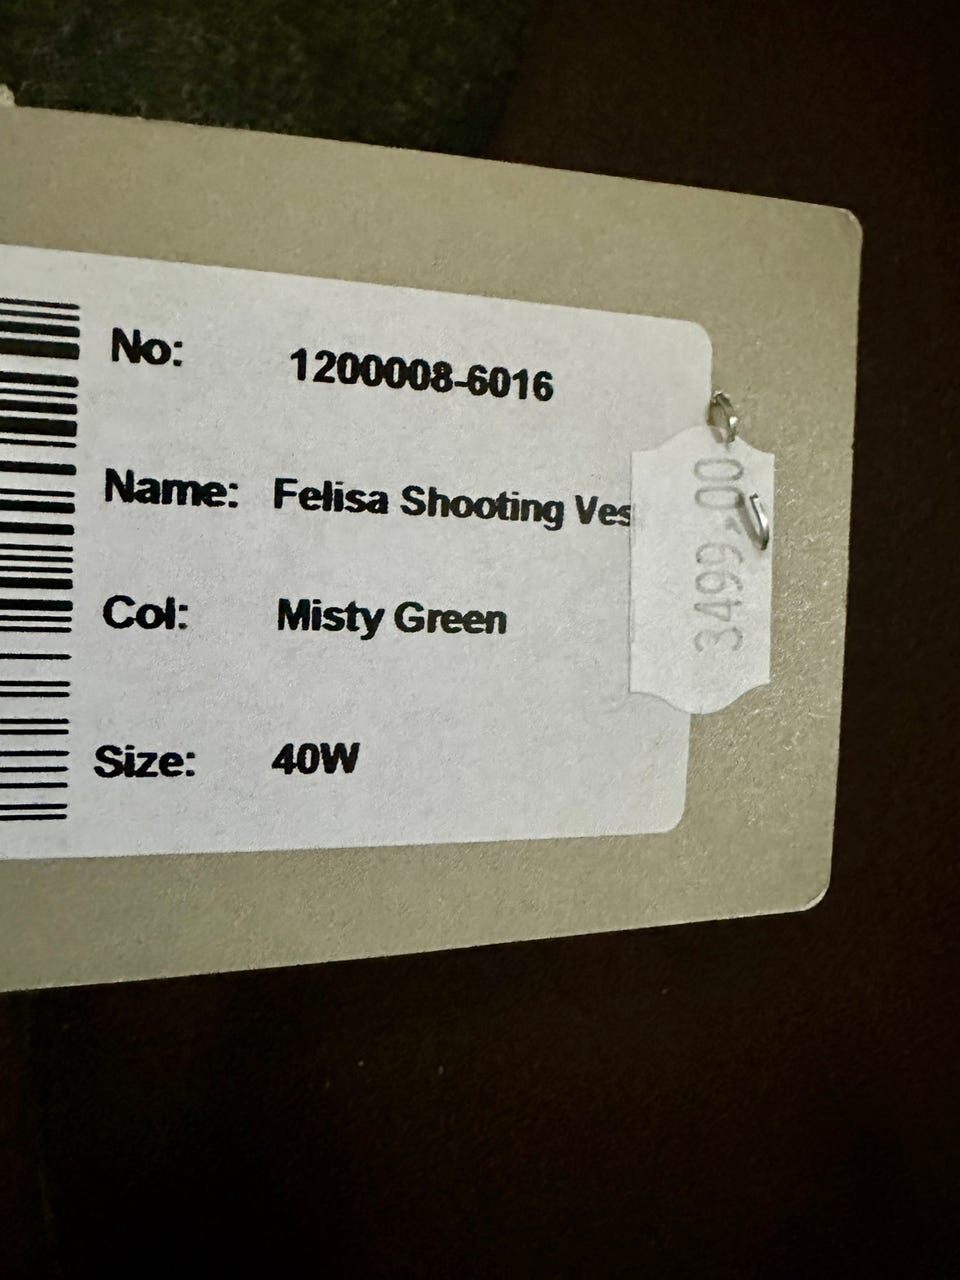 No: 1200008-6016
Name: Felisa Shooting Ves
Col: Misty Green
Size: 40W
3499,00